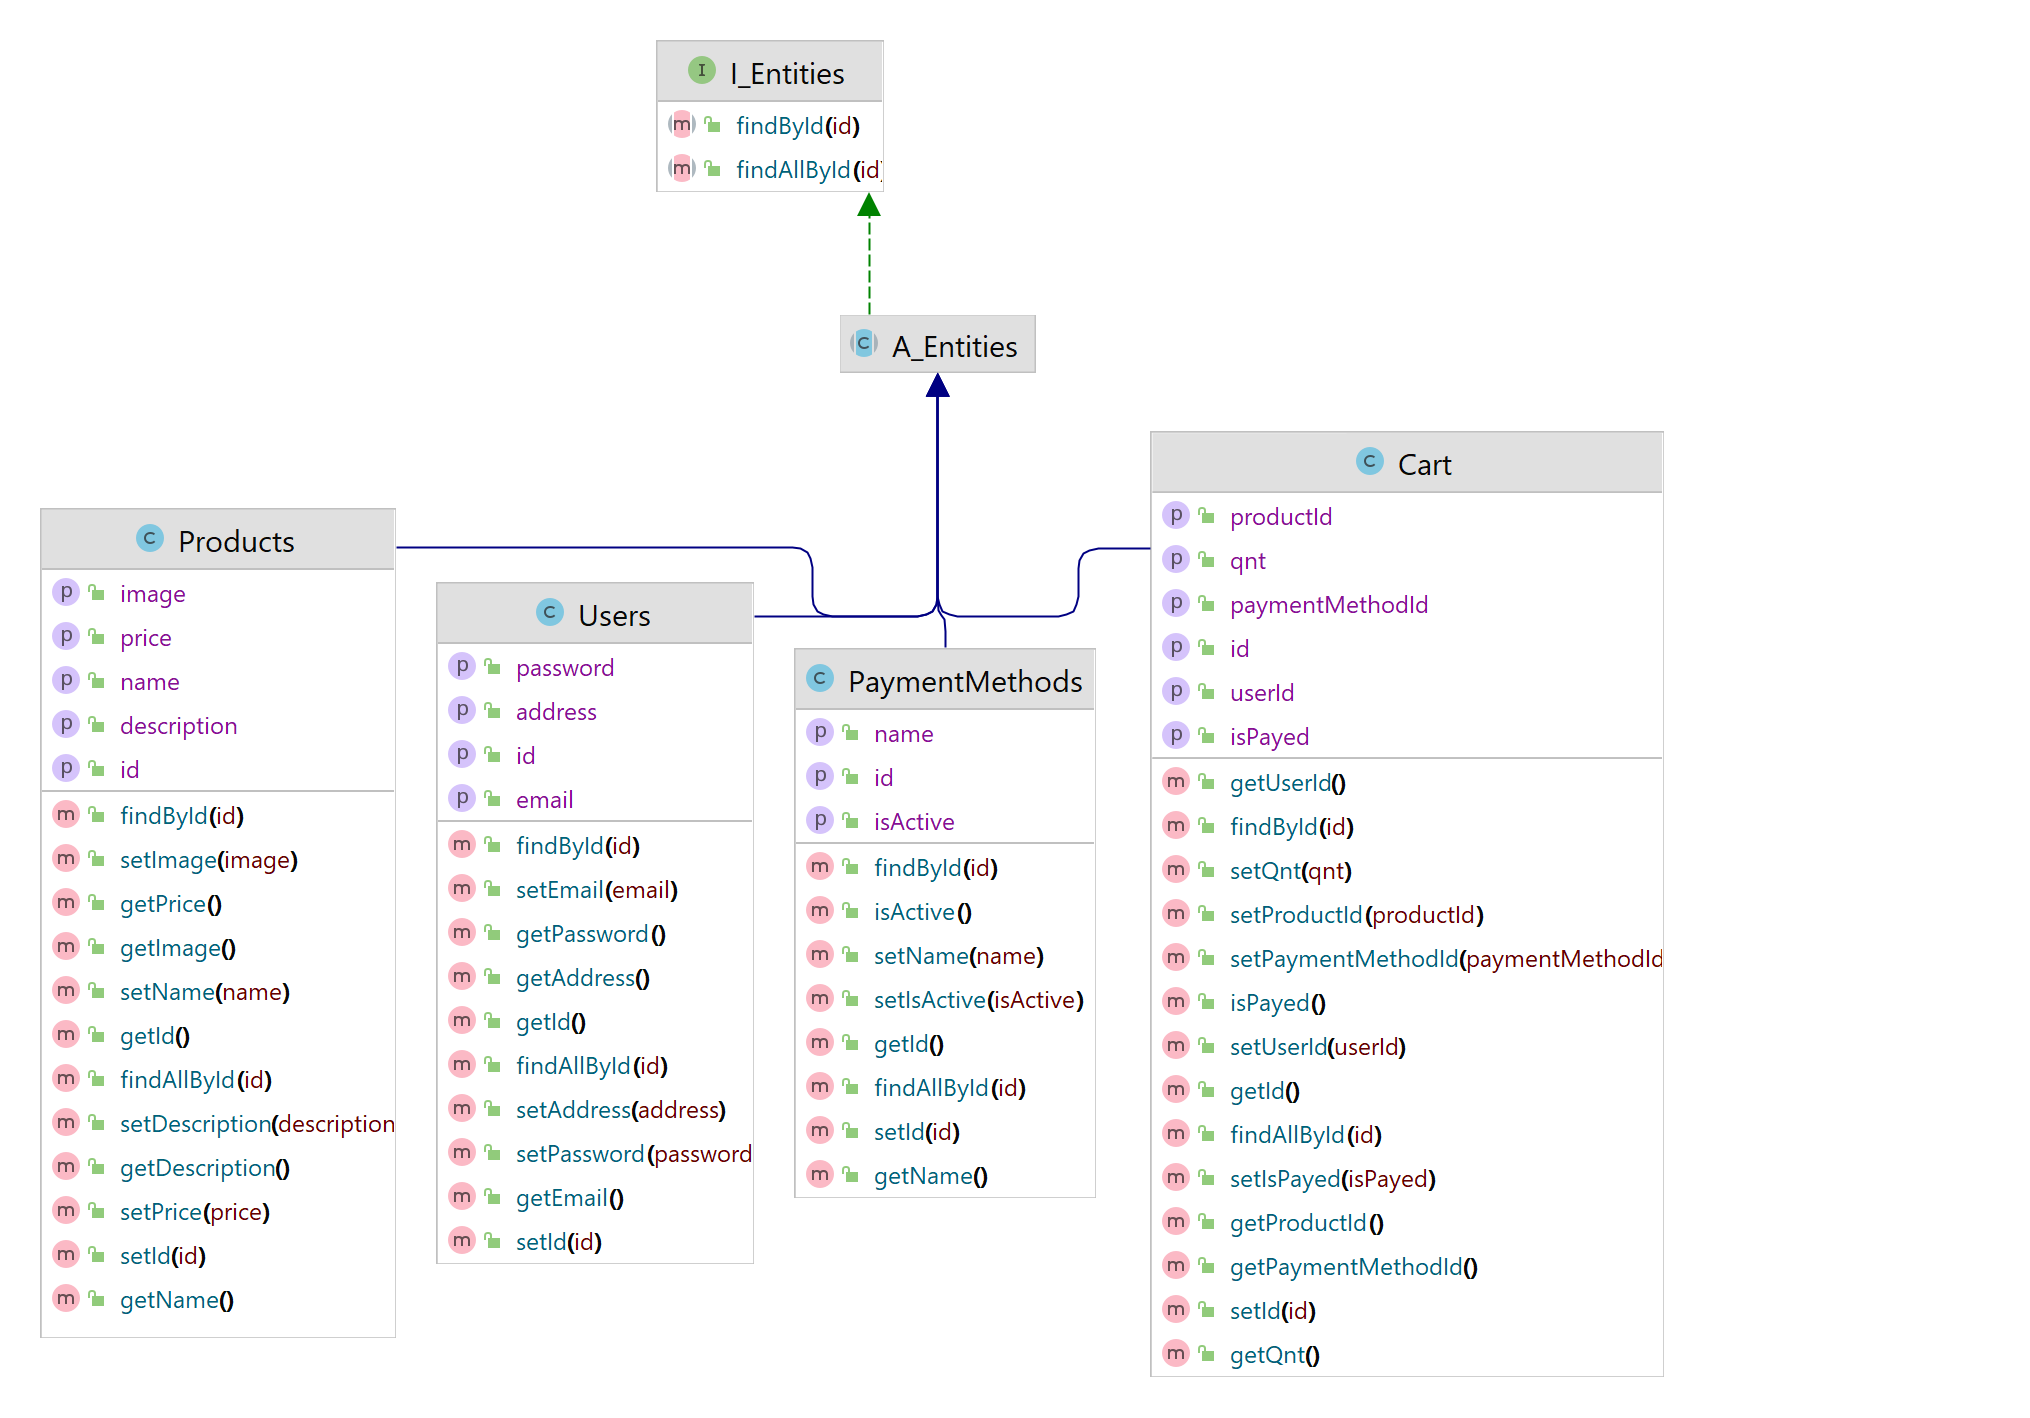 I_Entities
findById(id)
findAllById(id)
A_Entities
Products
image
price
name
description
id
findById(id)
setImage(image)
getPrice()
getImage()
setName(name)
getId()
findAllById(id)
setDescription(description
getDescription()
setPrice(price)
setId(id)
getName()
Users
password
address
id
email
findById(id)
setEmail(email)
getPassword()
getAddress()
getId()
findAllById(id)
setAddress(address)
setPassword(password
getEmail()
setId(id)
PaymentMethods
name
id
isActive
findById(id)
isActive()
setName(name)
setIsActive(isActive)
getId()
findAllById(id)
setId(id)
getName()
Cart
productId
qnt
paymentMethodId
id
userId
isPayed
getUserId()
findById(id)
setQnt(qnt)
setProductId(productId)
setPaymentMethodId(paymentMethodId
isPayed()
setUserId(userId)
getId()
findAllById(id)
setIsPayed(isPayed)
getProductId()
getPaymentMethodId()
setId(id)
getQnt()